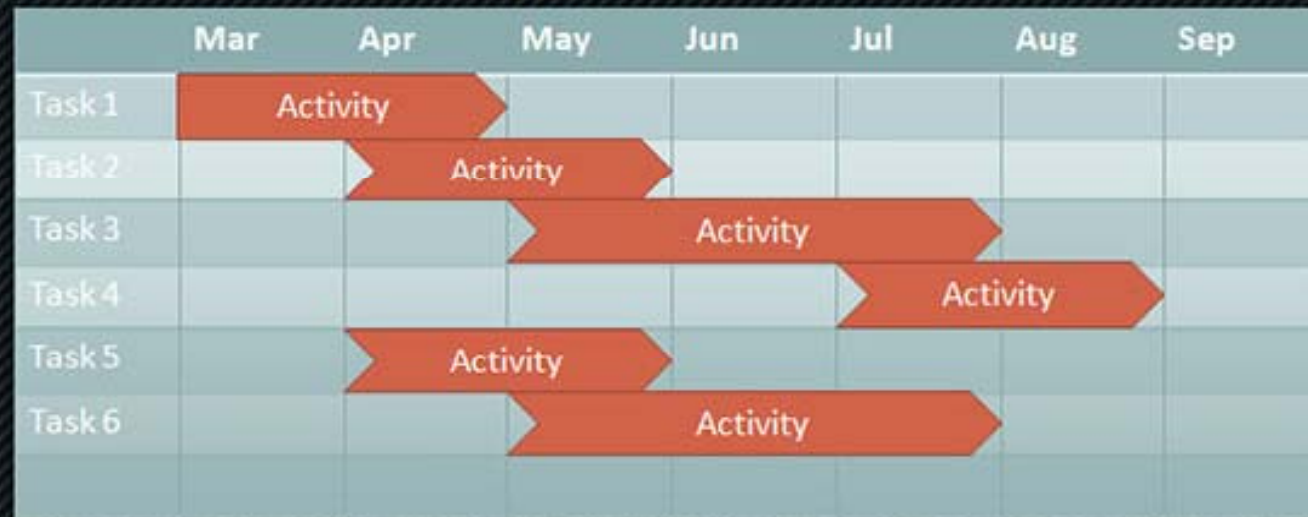 Mar Apr May Jun Jul Aug Sep
Task 1 Activity
Task 2 Activity
Task 3 Activity
Task 4 Activity
Task 5 Activity
Task 6 Activity